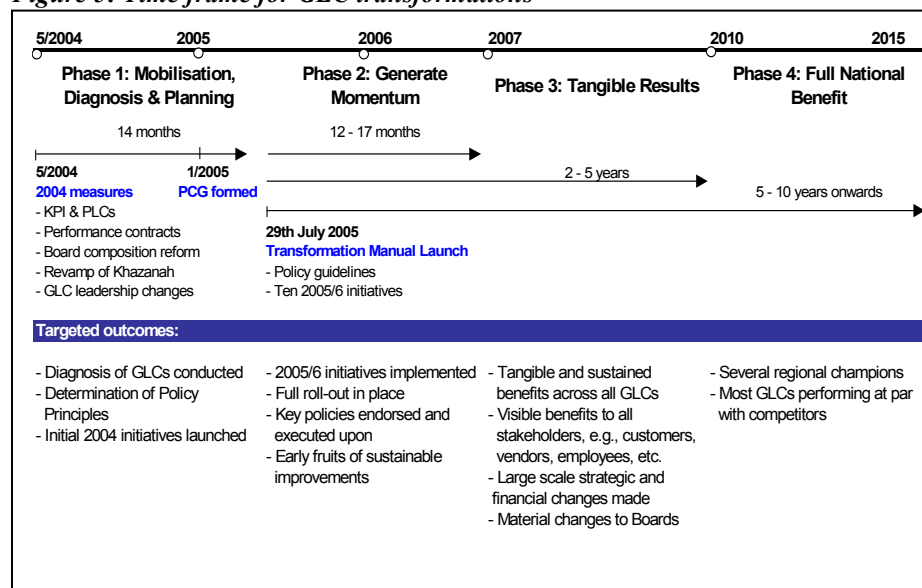 Figure 3: Time frame for GLC transformations
5/2004 2005 2006 2007 2010 2015
Phase 1: Mobilisation,
Diagnosis & Planning
Phase 2: Generate
Momentum
Phase 3: Tangible Results
Phase 4: Full National
Benefit
14 months
12 - 17 months
2 - 5 years
5 - 10 years onwards
5/2004
2004 measures
- KPI & PLCs
- Performance contracts
- Board composition reform
- Revamp of Khazanah
- GLC leadership changes
1/2005
PCG formed
29th July 2005
Transformation Manual Launch
- Policy guidelines
- Ten 2005/6 initiatives
Targeted outcomes:
- Diagnosis of GLCs conducted
- Determination of Policy
Principles
- Initial 2004 initiatives launched
- 2005/6 initiatives implemented
- Full roll-out in place
- Key policies endorsed and
executed upon
- Early fruits of sustainable
improvements
- Tangible and sustained
benefits across all GLCs
- Visible benefits to all
stakeholders, e.g., customers,
vendors, employees, etc.
- Large scale strategic and
financial changes made
- Material changes to Boards
- Several regional champions
- Most GLCs performing at par
with competitors